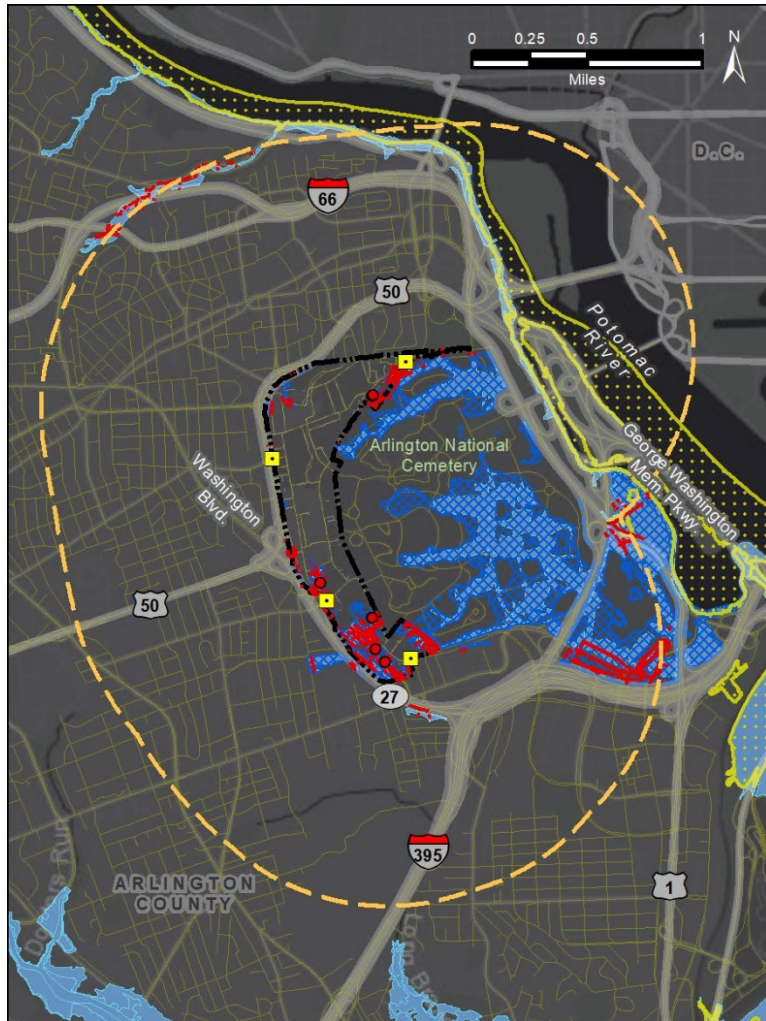 0 0.25 0.5 1
Miles
N
D.C.
66
50
Potomac
River
Arlington National
Cemetery
George Washington
Mem. Pkwy.
Washington
Blvd.
50
27
395
1
ARLINGTON
COUNTY
Run